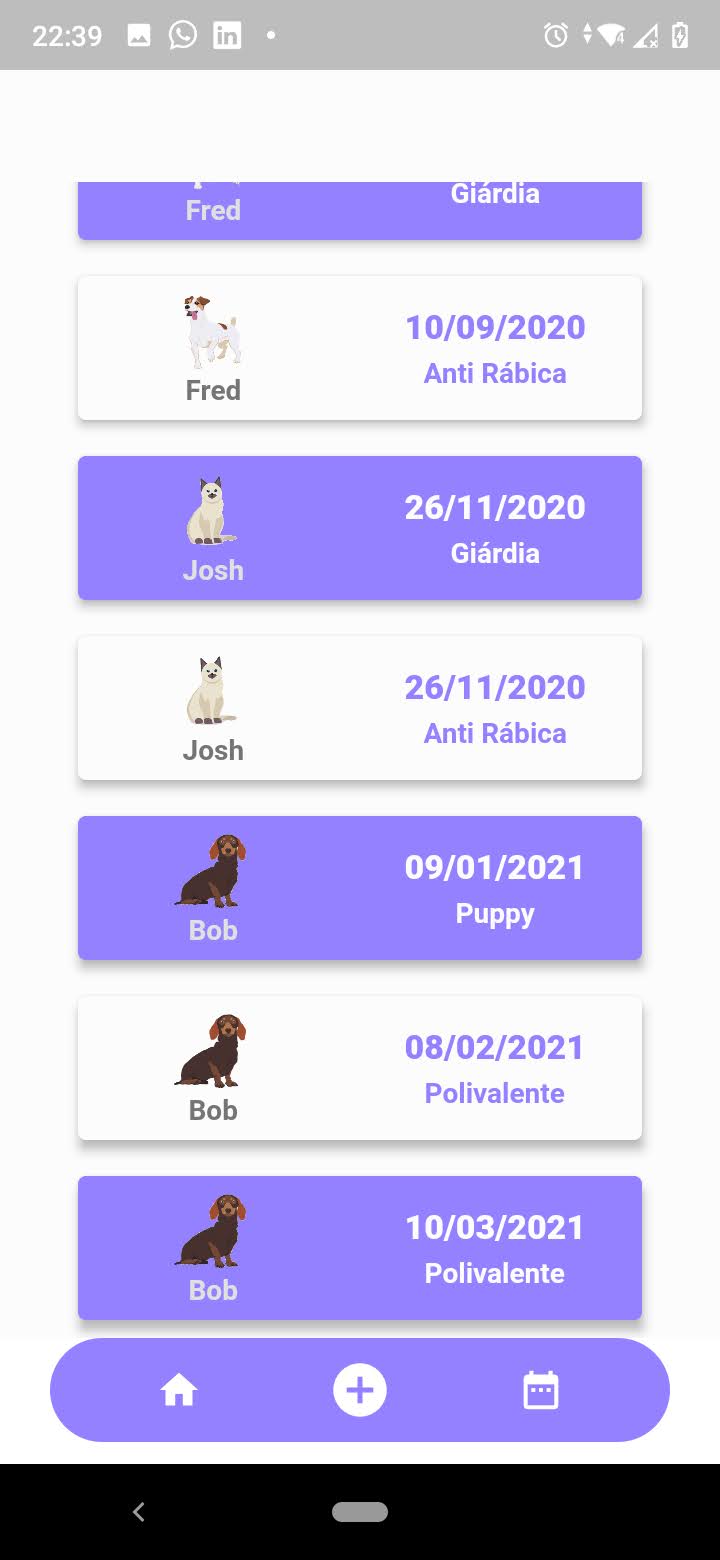 22:39
Fred
Giárdia
10/09/2020
Anti Rábica
Fred
26/11/2020
Giárdia
Josh
26/11/2020
Anti Rábica
Josh
09/01/2021
Puppy
Bob
08/02/2021
Polivalente
Bob
10/03/2021
Polivalente
Bob